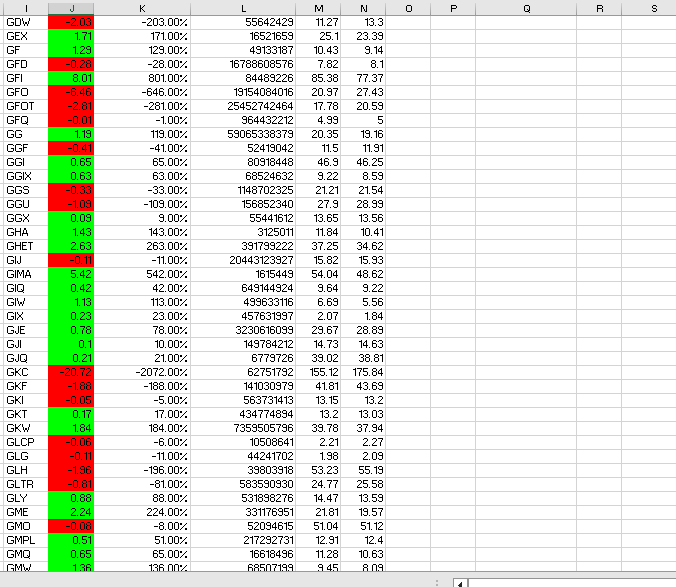 I J K L M N O P Q R S
GDW -2.03 -203.00% 55642429 11.27 13.3
GEX 1.71 171.00% 16521659 25.1 23.39
GF 1.29 129.00% 49133187 10.43 9.14
GFD -0.28 -28.00% 16788608576 7.82 8.1
GFI 8.01 801.00% 84489226 85.38 77.37
GFO -6.46 -646.00% 19154084016 20.97 27.43
GFOT -2.81 -281.00% 25452742464 17.78 20.59
GFQ -0.01 -1.00% 964432212 4.99 5
GG 1.19 119.00% 59065338379 20.35 19.16
GGF -0.41 -41.00% 52419042 11.5 11.91
GGI 0.65 65.00% 80918448 46.9 46.25
GGIX 0.63 63.00% 68524632 9.22 8.59
GGS -0.33 -33.00% 1148702325 21.21 21.54
GGU -1.09 -109.00% 156852340 27.9 28.99
GGX 0.09 9.00% 55441612 13.65 13.56
GHA 1.43 143.00% 3125011 11.84 10.41
GHET 2.63 263.00% 391799222 37.25 34.62
GIJ -0.11 -11.00% 20443123927 15.82 15.93
GIMA 5.42 542.00% 1615449 54.04 48.62
GIQ 0.42 42.00% 649144924 9.64 9.22
GIW 1.13 113.00% 499633116 6.69 5.56
GIX 0.23 23.00% 457631997 2.07 1.84
GJE 0.78 78.00% 3230616099 29.67 28.89
GJI 0.1 10.00% 149784212 14.73 14.63
GJQ 0.21 21.00% 6779726 39.02 38.81
GKC -20.72 -2072.00% 62751792 155.12 175.84
GKF -1.88 -188.00% 141030979 41.81 43.69
GKI -0.05 -5.00% 563731413 13.15 13.2
GKT 0.17 17.00% 434774894 13.2 13.03
GKW 1.84 184.00% 7359505796 39.78 37.94
GLCP -0.06 -6.00% 10508641 2.21 2.27
GLG -0.11 -11.00% 44241702 1.98 2.09
GLH -1.96 -196.00% 39803918 53.23 55.19
GLTR -0.81 -81.00% 583590930 24.77 25.58
GLY 0.88 88.00% 531898276 14.47 13.59
GME 2.24 224.00% 331176951 21.81 19.57
GMO -0.08 -8.00% 52094615 51.04 51.12
GMPL 0.51 51.00% 217292731 12.91 12.4
GMQ 0.65 65.00% 16618496 11.28 10.63
GMW 1.36 136.00% 68507199 9.45 8.09